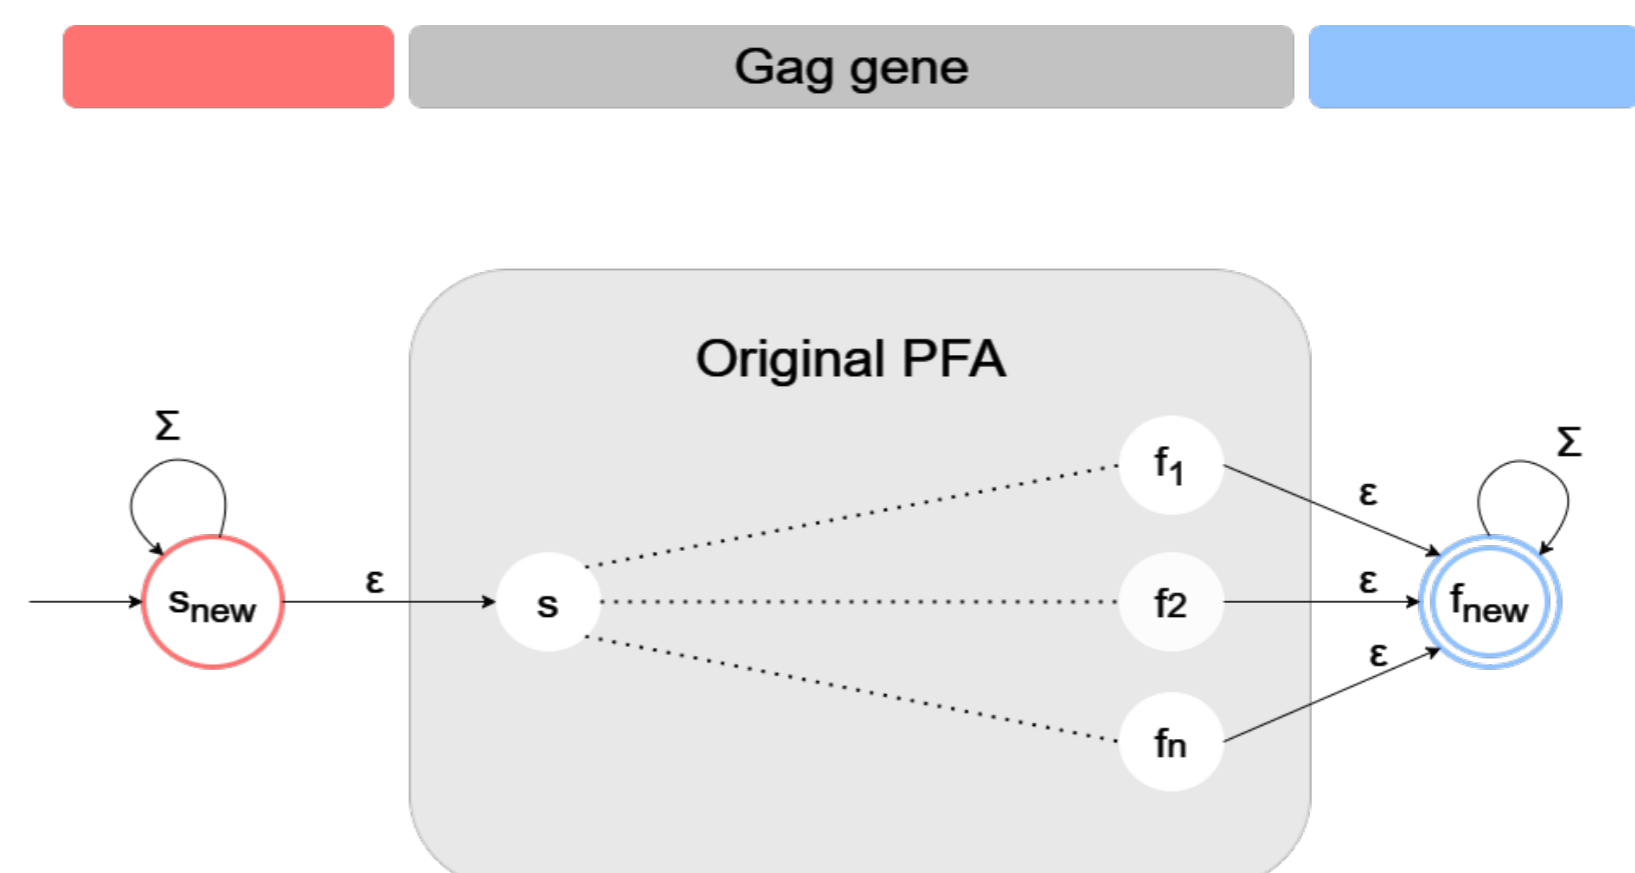 Gag gene
Original PFA
Σ
Σ
f1
ε
snew
ε
s
f2
ε
fnew
ε
fn